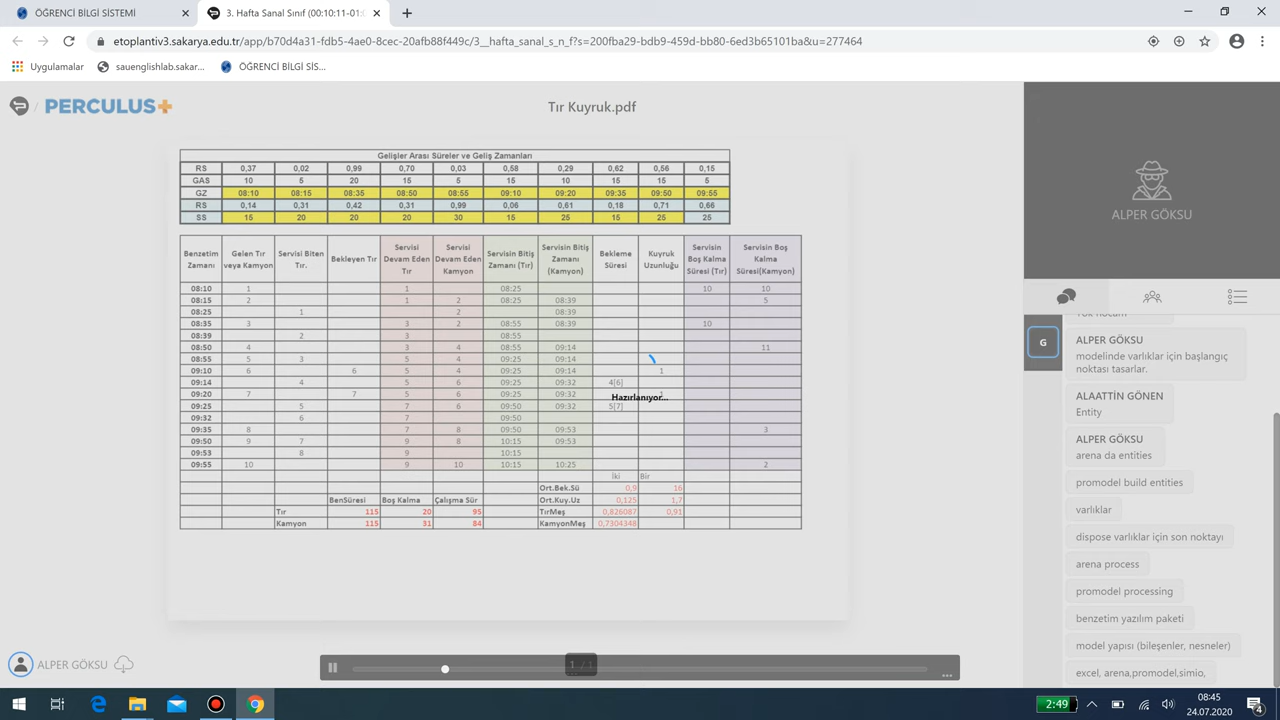 ÖĞRENCİ BİLGİ SİSTEMİ
3. Hafta Sanal Sınıf (00:10:11-01:0
etoplantiv3.sakarya.edu.tr/app/b70d4a31-fdb5-4ae0-8cec-20afb88f449c/3__hafta_sanal_s_n_f?s=200fba29-bdb9-459d-bb80-6ed3b65101ba&u=277464
Uygulamalar sauenglishlab.sakar... ÖĞRENCİ BİLGİ SİS...
/ PERCULUS+
Tır Kuyruk.pdf
Gelişler Arası Süreler ve Geliş Zamanları
RS 0,37 0,02 0,99 0,70 0,03 0,58 0,29 0,62 0,56 0,15
GAS 10 5 20 15 5 15 10 15 15 5
GZ 08:10 08:15 08:35 08:50 08:55 09:10 09:20 09:35 09:50 09:55
RS 0,14 0,31 0,42 0,31 0,99 0,06 0,61 0,18 0,71 0,66
SS 15 20 20 20 30 15 25 15 25 25
Benzetim Zamanı Gelen Tır veya Kamyon Servisi Biten Tır. Bekleyen Tır Servisi Devam Eden Tır Servisi Devam Eden Kamyon Servisin Bitiş Zamanı (Tır) Servisin Bitiş Zamanı (Kamyon) Bekleme Süresi Kuyruk Uzunluğu Servisin Boş Kalma Süresi (Tır) Servisin Boş Kalma Süresi(Kamyon)
08:10 1 1 08:25 10 10
08:15 2 1 2 08:25 08:39 5
08:25 1 2 08:39
08:35 3 3 2 08:55 08:39 10
08:39 2 3 08:55
08:50 4 3 4 08:55 09:14 11
08:55 5 3 5 4 09:25 09:14
09:10 6 6 5 4 09:25 09:14 1
09:14 4 5 6 09:25 09:32 4[6]
09:20 7 7 5 6 09:25 09:32 1
Hazırlanıyor...
09:25 5 7 6 09:50 09:32 5[7]
09:32 6 7 09:50
09:35 8 7 8 09:50 09:53 3
09:50 9 7 9 8 10:15 09:53
09:53 8 9 10:15
09:55 10 9 10 10:15 10:25 2
İki Bir
Ort.Bek.Sü 0,9 16
BenSüresi Boş Kalma Çalışma Sür Ort.Kuy.Uz 0,125 1,7
Tır 115 20 95 TırMeş 0,826087 0,91
Kamyon 115 31 84 KamyonMeş 0,7304348
ALPER GÖKSU
1 / 1
...
ALPER GÖKSU
G
Yok hocam
ALPER GÖKSU
modelinde varlıklar için başlangıç
noktası tasarlar.
ALAATTİN GÖNEN
Entity
ALPER GÖKSU
arena da entities
promodel build entities
varlıklar
dispose varlıklar için son noktayı
arena process
promodel processing
benzetim yazılım paketi
model yapısı (bileşenler, nesneler)
excel, arena,promodel,simio,
2:49
08:45
24.07.2020
4